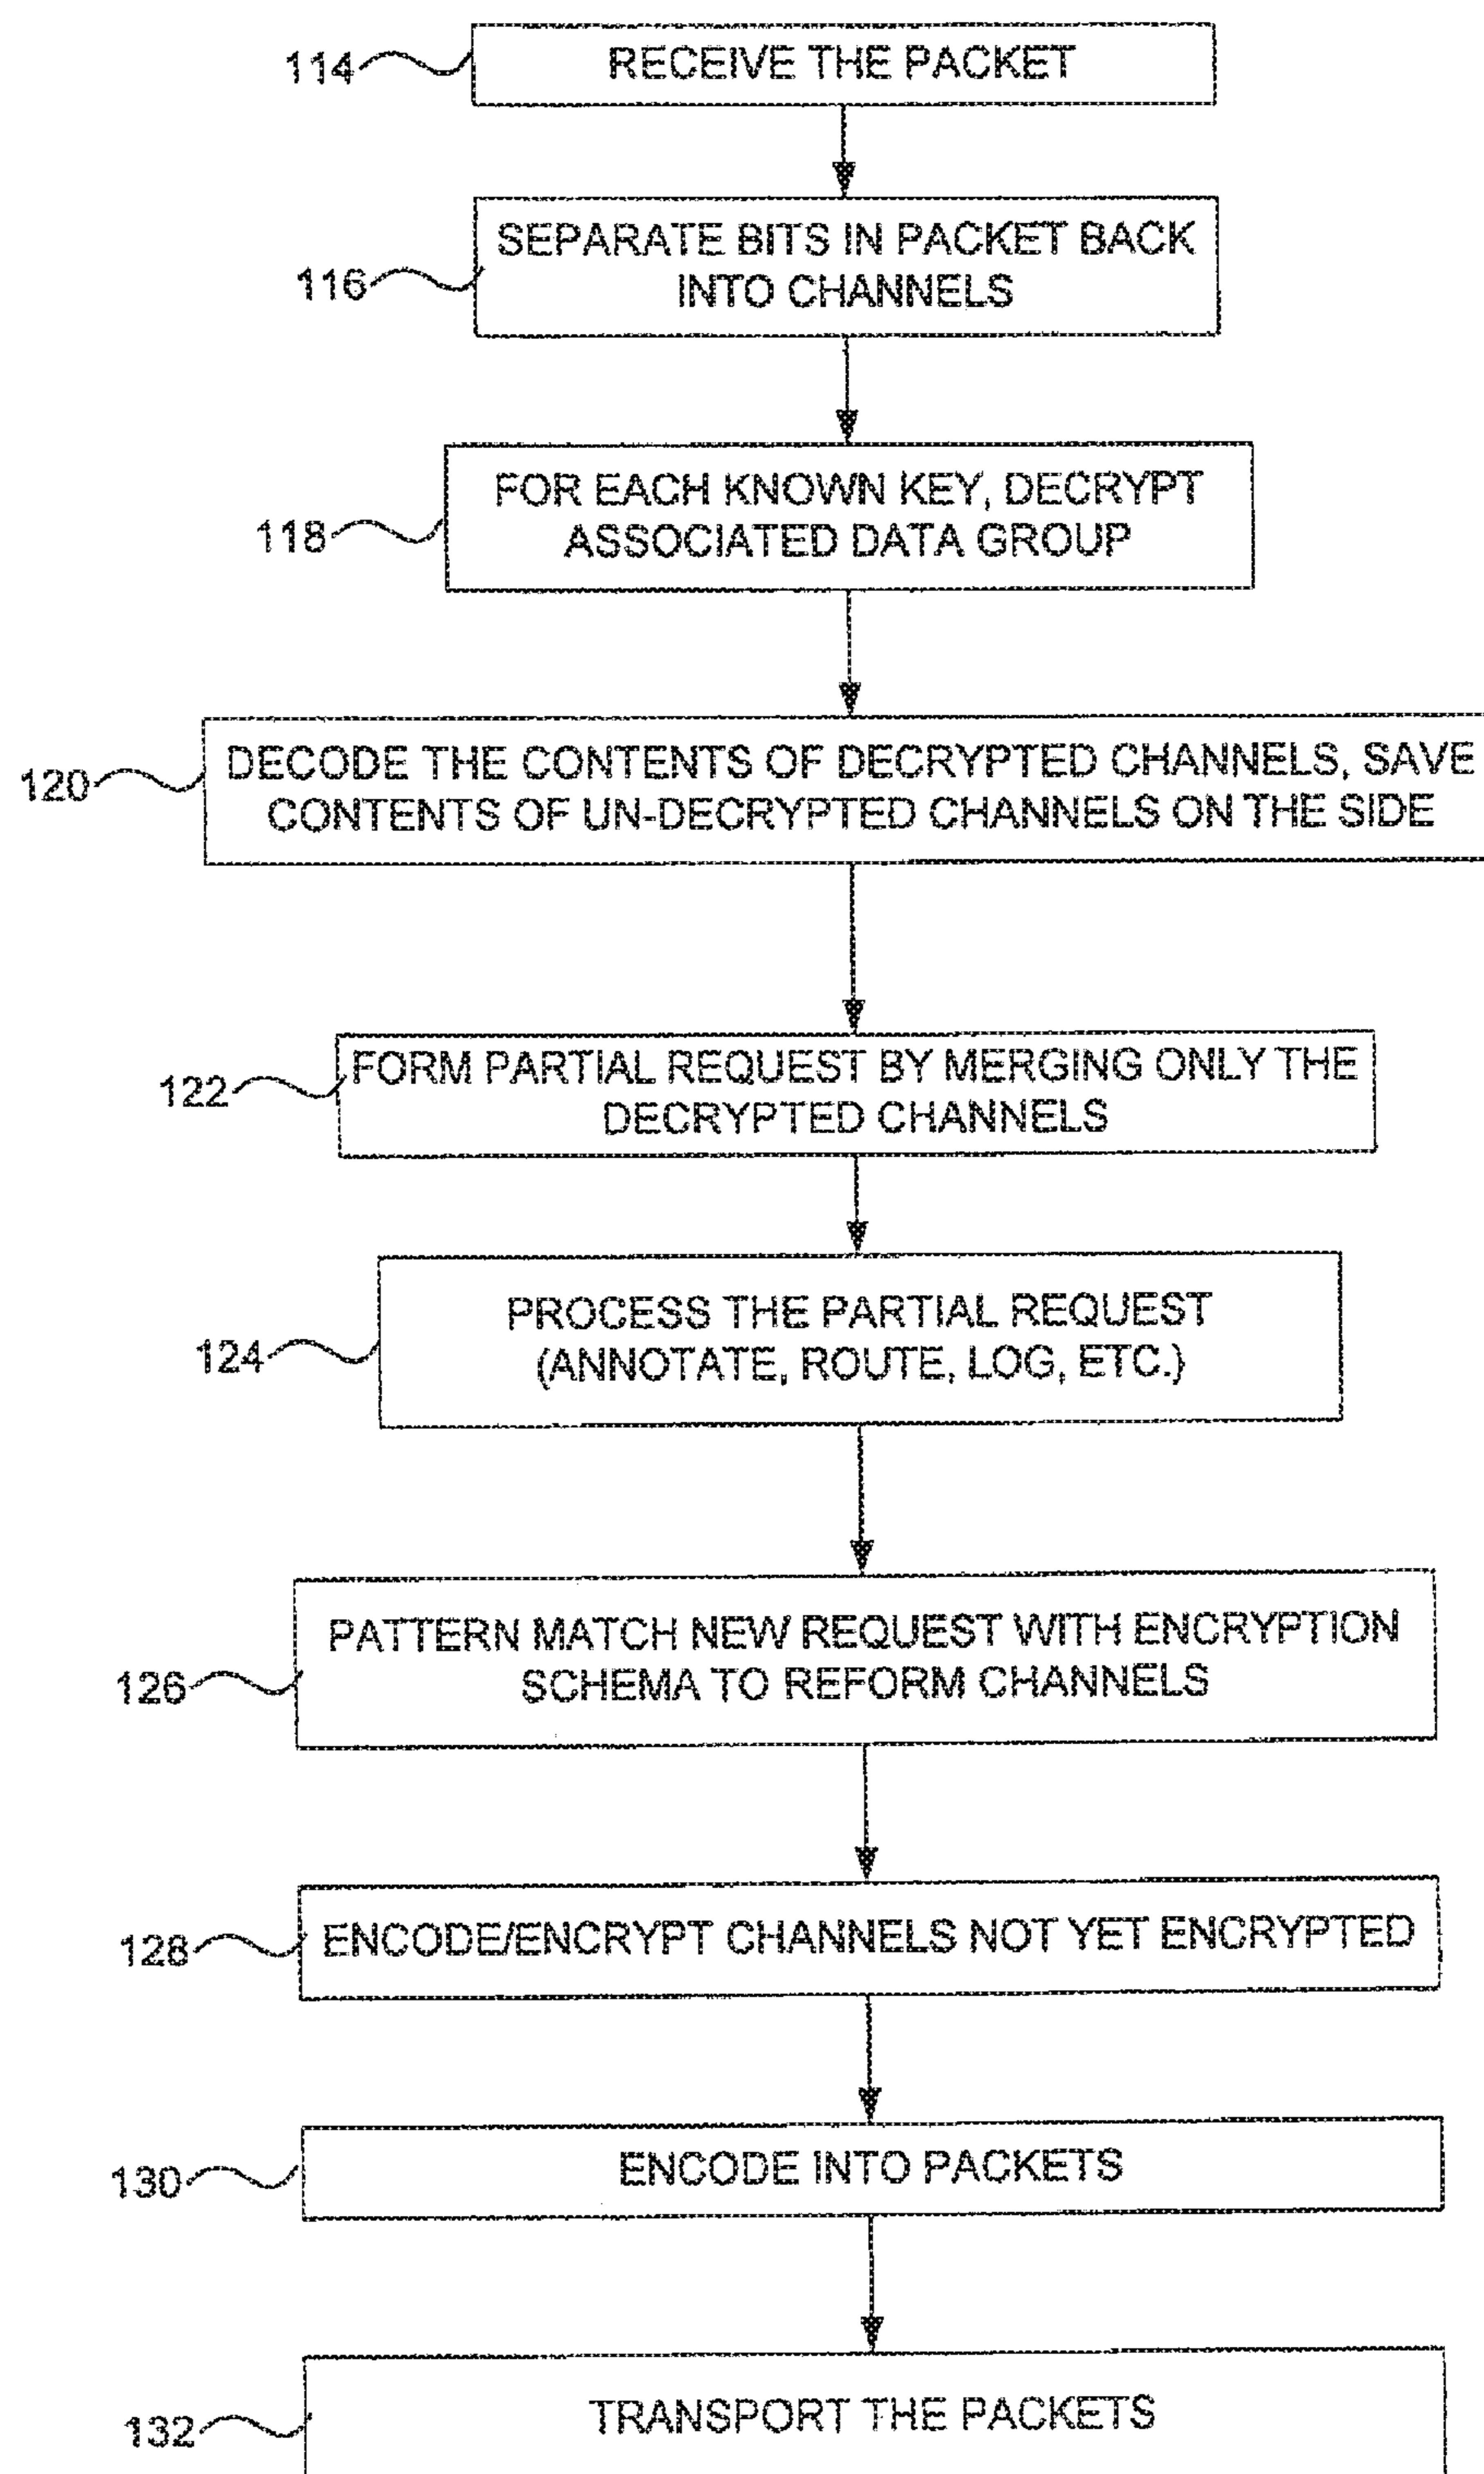 114
RECEIVE THE PACKET
116
SEPARATE BITS IN PACKET BACK
INTO CHANNELS
118
FOR EACH KNOWN KEY, DECRYPT
ASSOCIATED DATA GROUP
120
DECODE THE CONTENTS OF DECRYPTED CHANNELS, SAVE
CONTENTS OF UN-DECRYPTED CHANNELS ON THE SIDE
122
FORM PARTIAL REQUEST BY MERGING ONLY THE
DECRYPTED CHANNELS
124
PROCESS THE PARTIAL REQUEST
(ANNOTATE, ROUTE, LOG, ETC.)
126
PATTERN MATCH NEW REQUEST WITH ENCRYPTION
SCHEMA TO REFORM CHANNELS
128
ENCODE/ENCRYPT CHANNELS NOT YET ENCRYPTED
130
ENCODE INTO PACKETS
132
TRANSPORT THE PACKETS